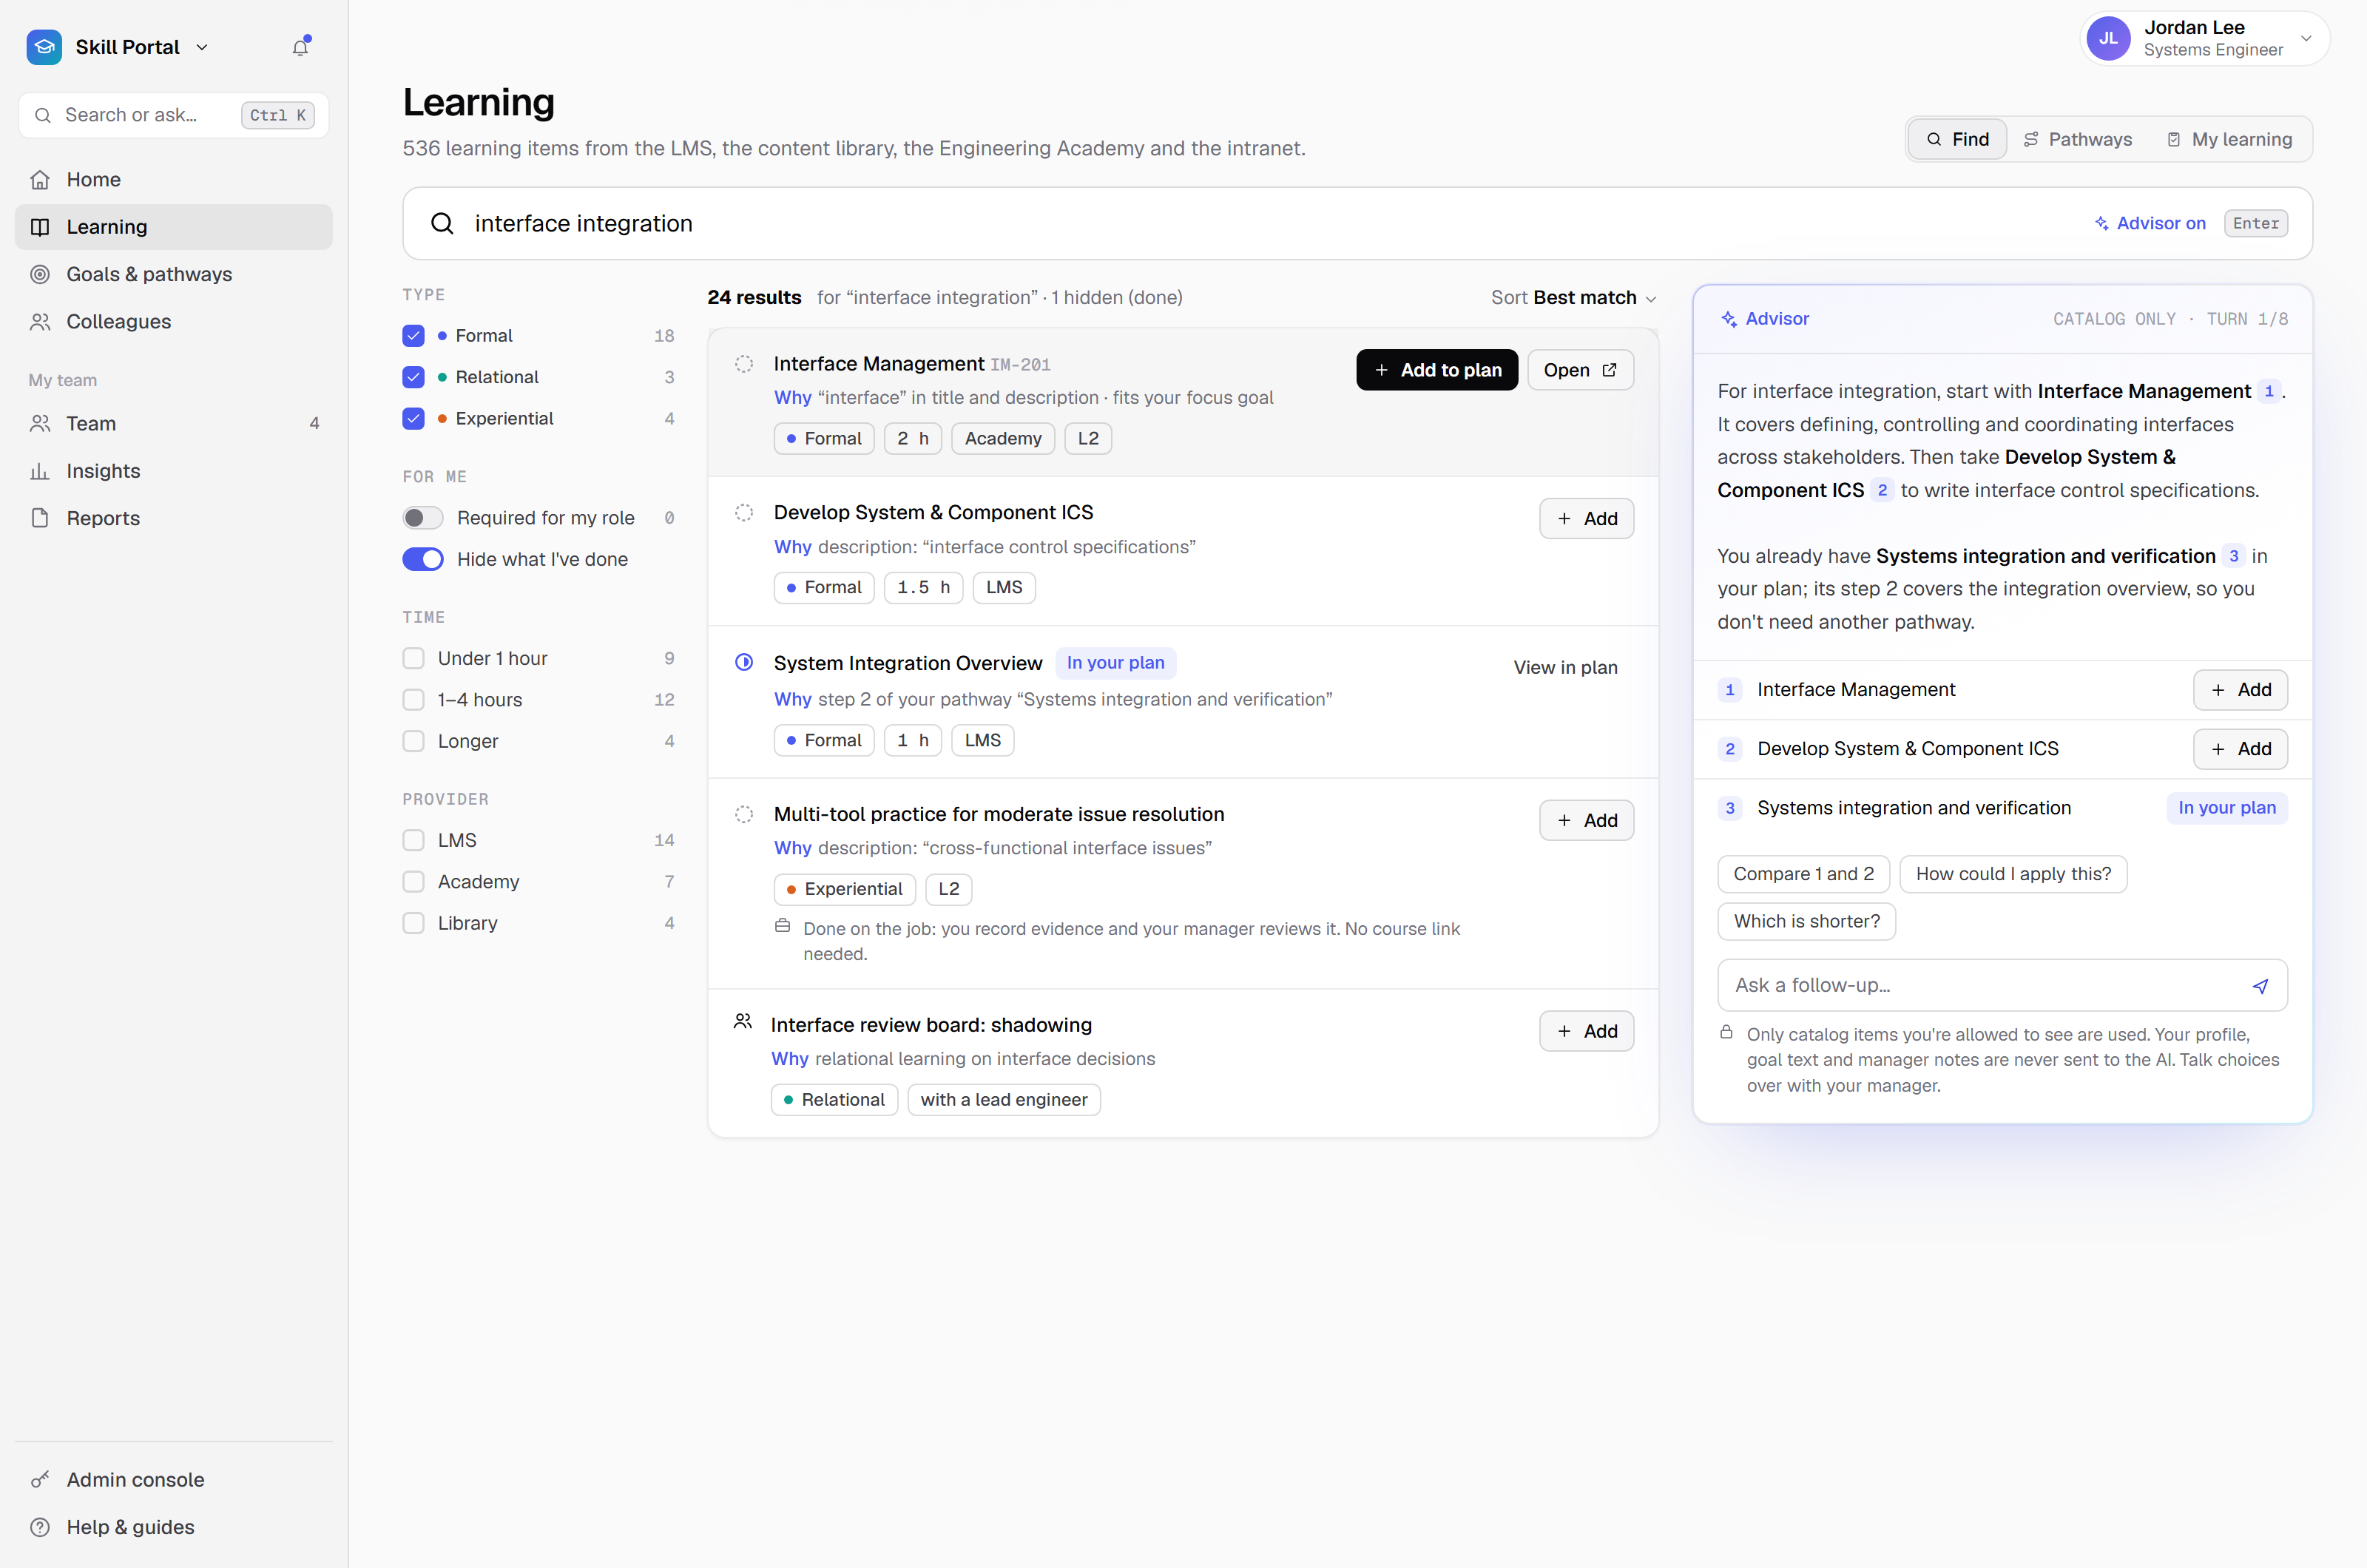 Skill Portal
Search or ask...
Ctrl K
Home
Learning
Goals & pathways
Colleagues
My team
Team 4
Insights
Reports
Admin console
Help & guides
JL
Jordan Lee
Systems Engineer
Learning
536 learning items from the LMS, the content library, the Engineering Academy and the intranet.
Find
Pathways
My learning
interface integration
Advisor on
Enter
TYPE
Formal 18
Relational 3
Experiential 4
FOR ME
Required for my role 0
Hide what I've done
TIME
Under 1 hour 9
1–4 hours 12
Longer 4
PROVIDER
LMS 14
Academy 7
Library 4
24 results for “interface integration” · 1 hidden (done)
Sort Best match
Interface Management IM-201
Why “interface” in title and description · fits your focus goal
Formal 2 h Academy L2
Add to plan
Open
Develop System & Component ICS
Why description: “interface control specifications”
Formal 1.5 h LMS
Add
System Integration Overview In your plan
Why step 2 of your pathway “Systems integration and verification”
Formal 1 h LMS
View in plan
Multi-tool practice for moderate issue resolution
Why description: “cross-functional interface issues”
Experiential L2
Done on the job: you record evidence and your manager reviews it. No course link
needed.
Add
Interface review board: shadowing
Why relational learning on interface decisions
Relational with a lead engineer
Add
Advisor
CATALOG ONLY · TURN 1/8
For interface integration, start with Interface Management 1 .
It covers defining, controlling and coordinating interfaces
across stakeholders. Then take Develop System &
Component ICS 2 to write interface control specifications.
You already have Systems integration and verification 3 in
your plan; its step 2 covers the integration overview, so you
don't need another pathway.
1 Interface Management Add
2 Develop System & Component ICS Add
3 Systems integration and verification In your plan
Compare 1 and 2
How could I apply this?
Which is shorter?
Ask a follow-up...
Only catalog items you're allowed to see are used. Your profile,
goal text and manager notes are never sent to the AI. Talk choices
over with your manager.